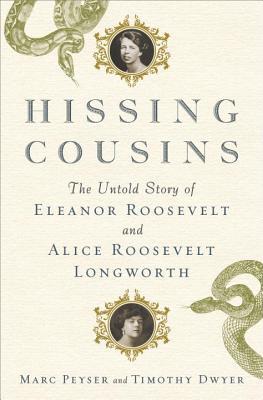 HISSING
COUSINS
The Untold Story of
ELEANOR ROOSEVELT
and
ALICE ROOSEVELT
LONGWORTH
MARC PEYSER and TIMOTHY DWYER